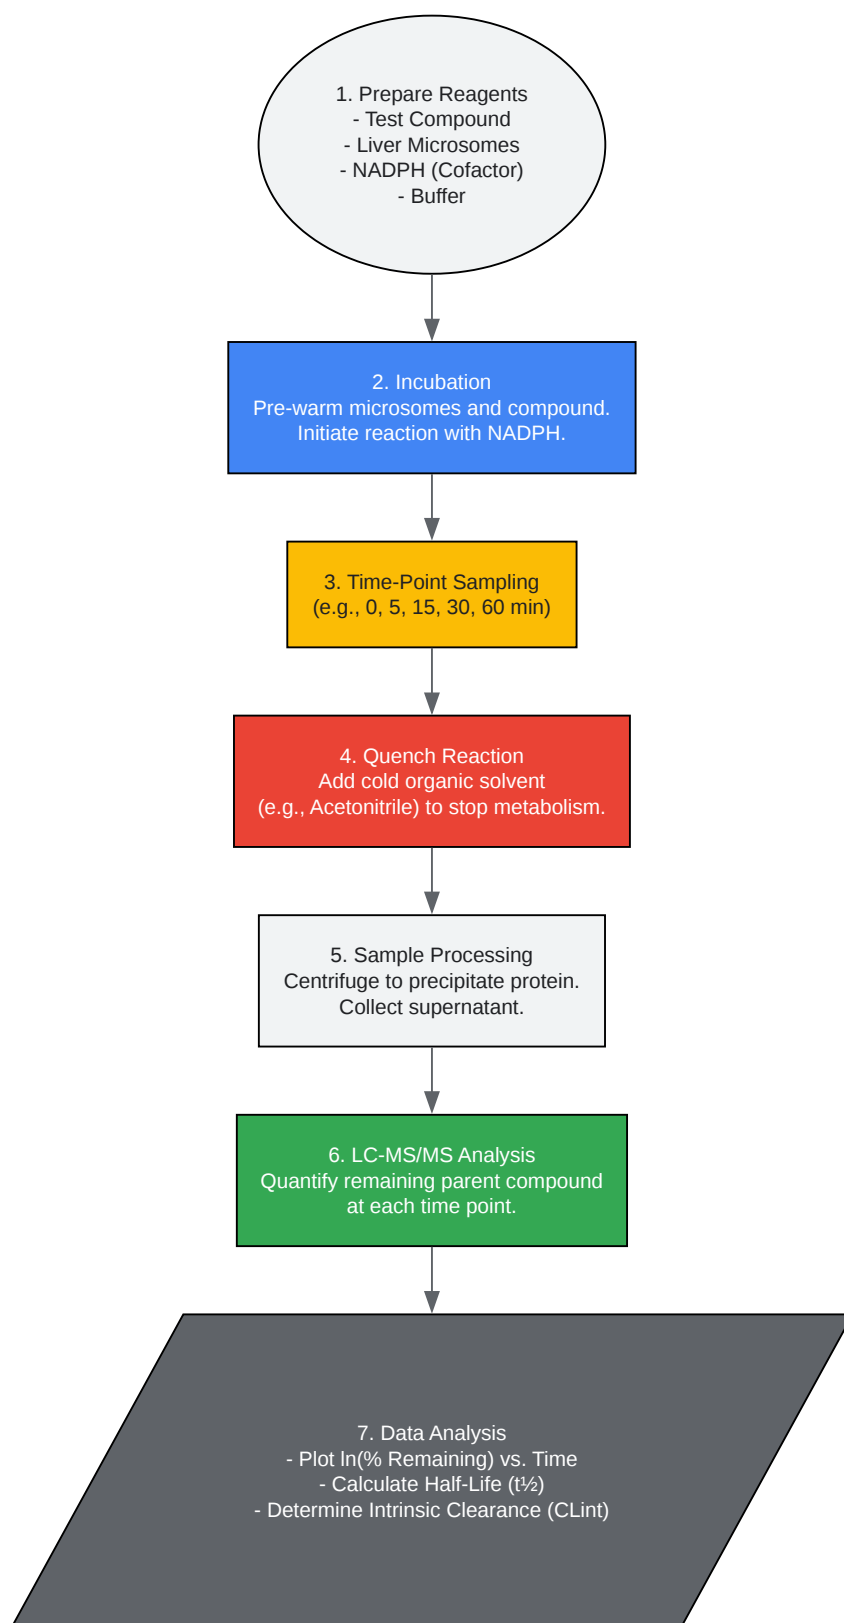 1. Prepare Reagents
- Test Compound
- Liver Microsomes
- NADPH (Cofactor)
- Buffer
2. Incubation
Pre-warm microsomes and compound.
Initiate reaction with NADPH.
3. Time-Point Sampling
(e.g., 0, 5, 15, 30, 60 min)
4. Quench Reaction
Add cold organic solvent
(e.g., Acetonitrile) to stop metabolism.
5. Sample Processing
Centrifuge to precipitate protein.
Collect supernatant.
6. LC-MS/MS Analysis
Quantify remaining parent compound
at each time point.
7. Data Analysis
- Plot ln(% Remaining) vs. Time
- Calculate Half-Life (t½)
- Determine Intrinsic Clearance (CLint)